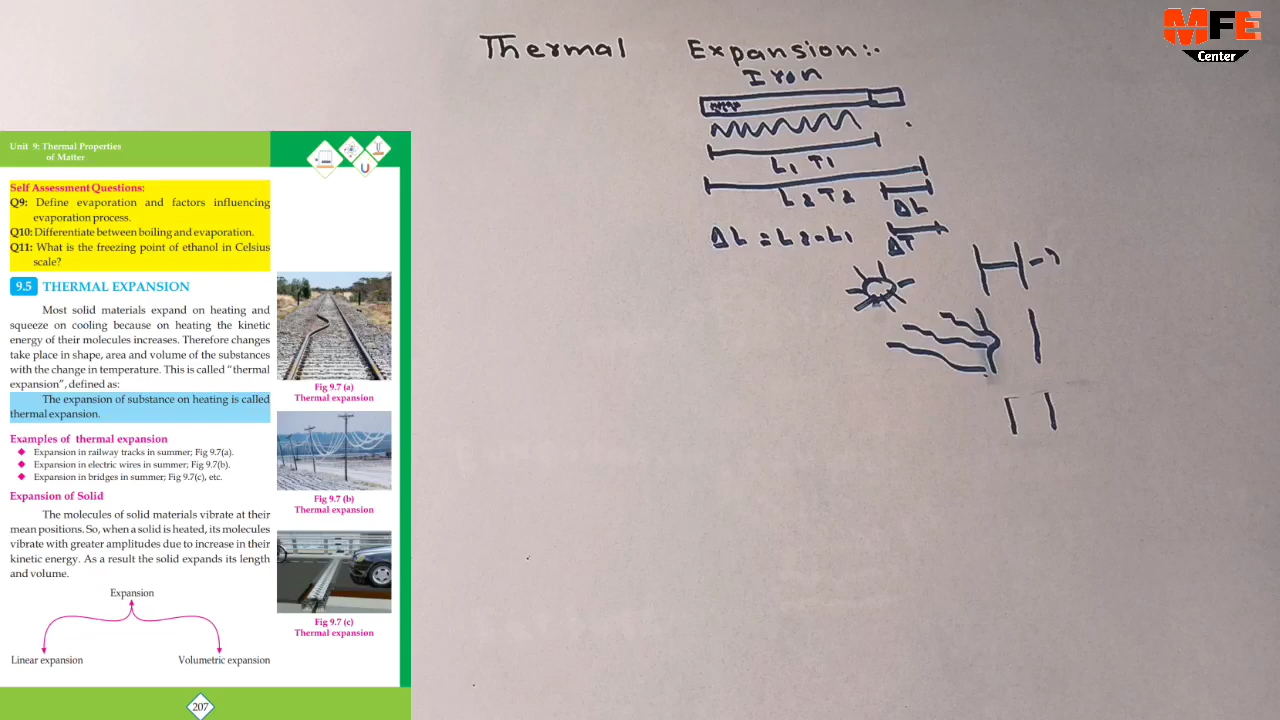 MFE
Center
Thermal Expansion:.
Iron
L1 T1
L2 T2
ΔL
ΔL = L2-L1
ΔT
Unit 9: Thermal Properties
of Matter
Self Assessment Questions:
Q9: Define evaporation and factors influencing
evaporation process.
Q10: Differentiate between boiling and evaporation.
Q11: What is the freezing point of ethanol in Celsius
scale?
9.5 THERMAL EXPANSION
Most solid materials expand on heating and
squeeze on cooling because on heating the kinetic
energy of their molecules increases. Therefore changes
take place in shape, area and volume of the substances
with the change in temperature. This is called "thermal
expansion", defined as:
The expansion of substance on heating is called
thermal expansion.
Examples of thermal expansion
Expansion in railway tracks in summer; Fig 9.7(a).
Expansion in electric wires in summer; Fig 9.7(b).
Expansion in bridges in summer; Fig 9.7(c), etc.
Expansion of Solid
The molecules of solid materials vibrate at their
mean positions. So, when a solid is heated, its molecules
vibrate with greater amplitudes due to increase in their
kinetic energy. As a result the solid expands its length
and volume.
Expansion
Linear expansion Volumetric expansion
Fig 9.7 (a)
Thermal expansion
Fig 9.7 (b)
Thermal expansion
Fig 9.7 (c)
Thermal expansion
207